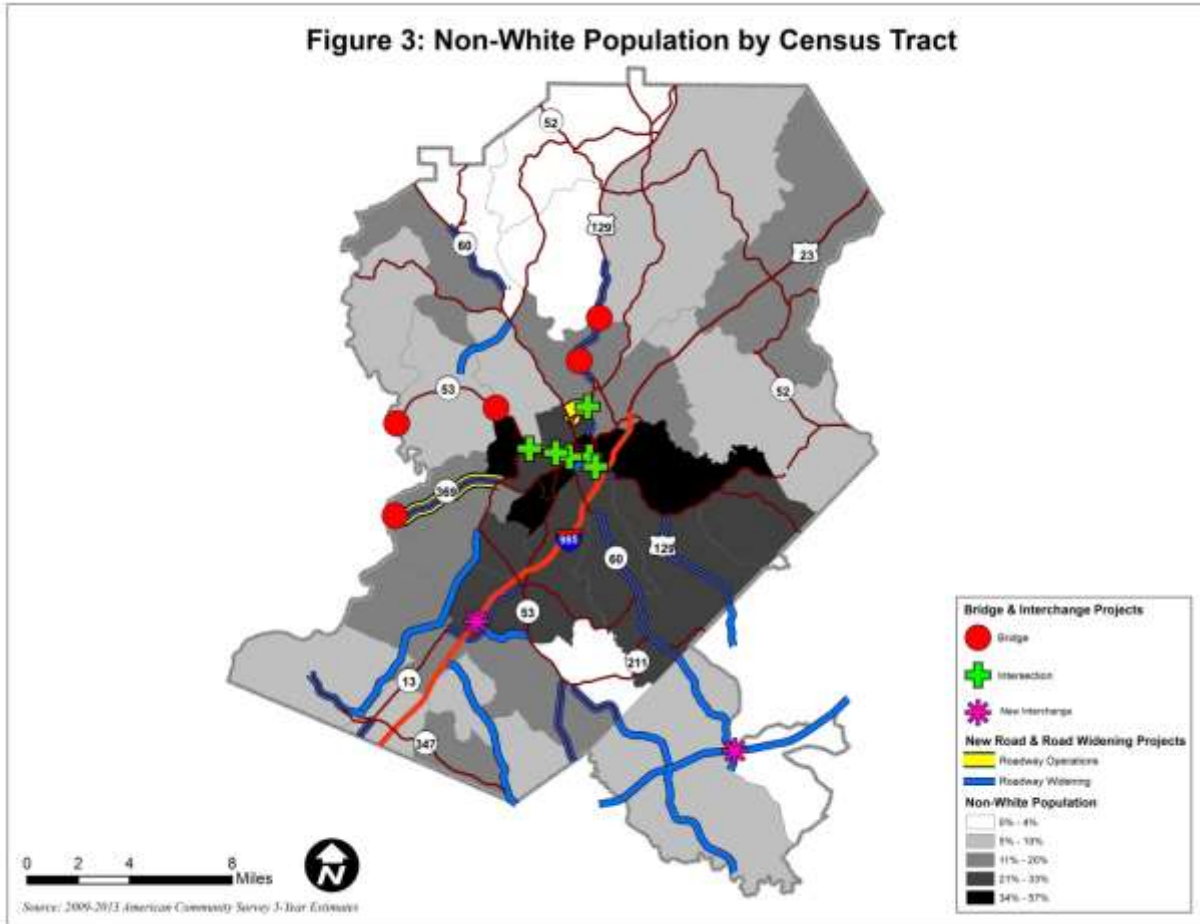 Figure 3: Non-White Population by Census Tract
52
129
60
23
53
52
369
985
60
129
53
211
13
347
Bridge & Interchange Projects
Bridge
Intersection
New Interchange
New Road & Road Widening Projects
Roadway Operations
Roadway Widening
Non-White Population
0% - 4%
5% - 10%
11% - 20%
21% - 33%
34% - 57%
0 2 4 8
Miles
N
Source: 2009-2013 American Community Survey 5-Year Estimates